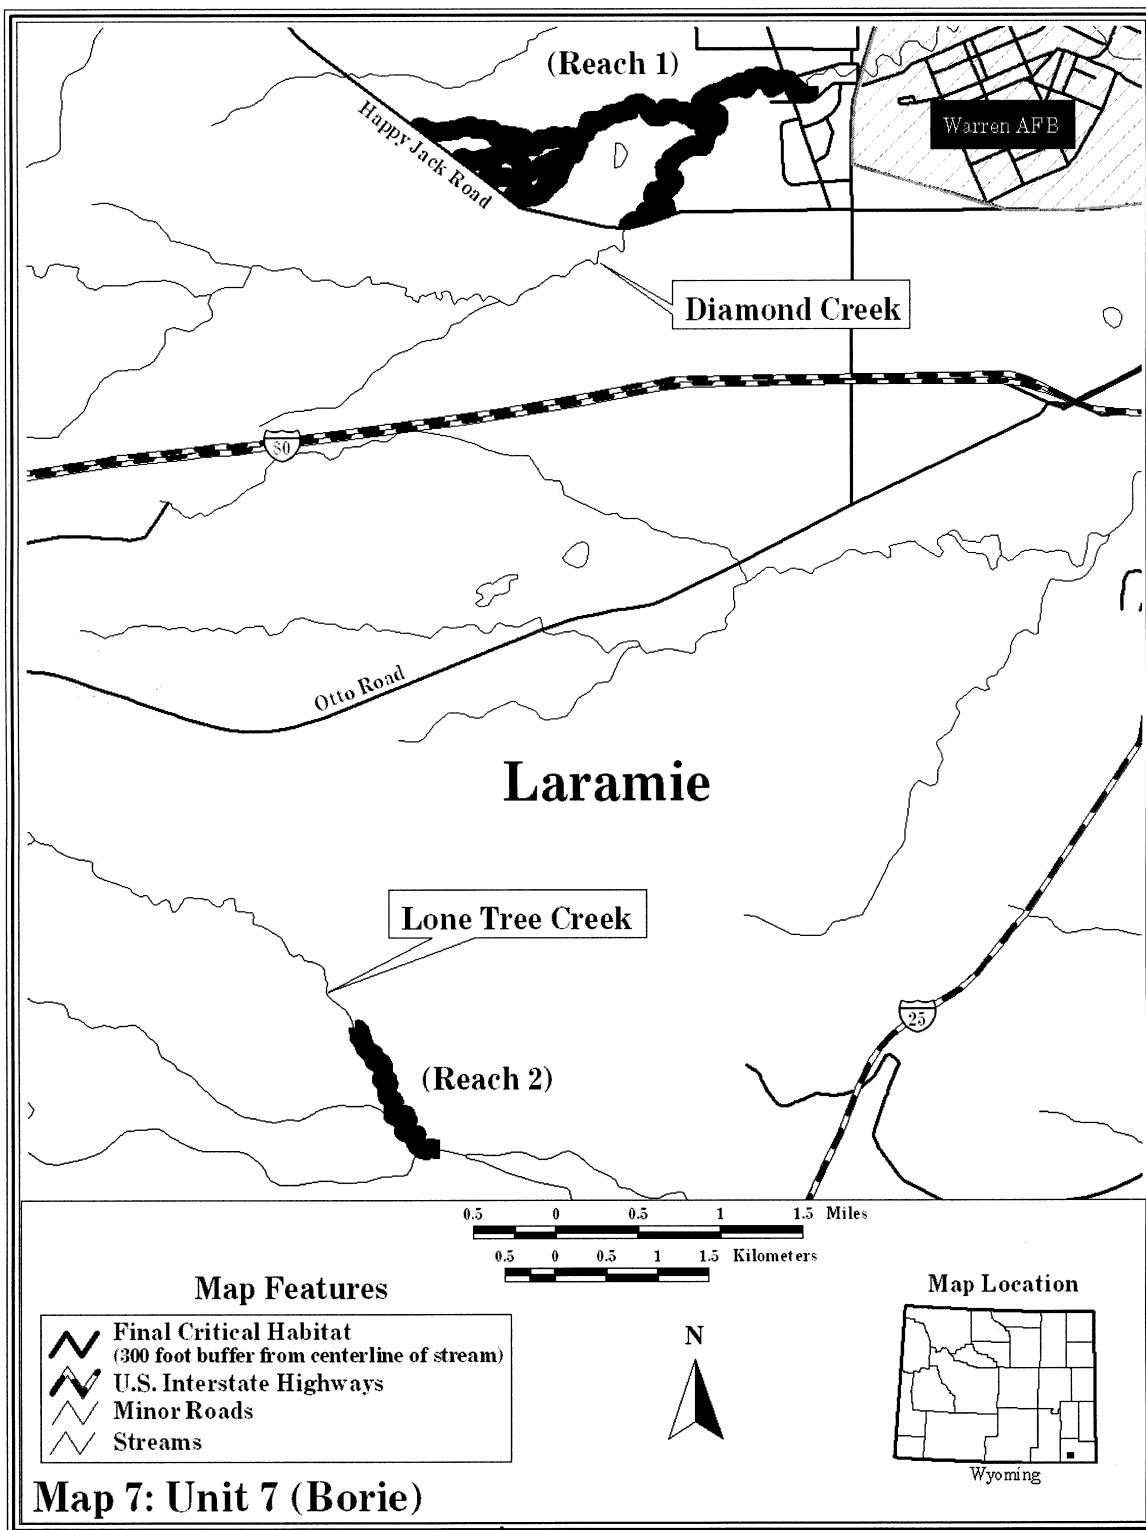 (Reach 1)
Happy Jack Road
Warren AFB
Diamond Creek
80
Otto Road
Laramie
Lone Tree Creek
25
(Reach 2)
0.5 0 0.5 1 1.5 Miles
0.5 0 0.5 1 1.5 Kilometers
Map Features
Final Critical Habitat
(300 foot buffer from centerline of stream)
U.S. Interstate Highways
Minor Roads
Streams
N
Map Location
Wyoming
Map 7: Unit 7 (Borie)